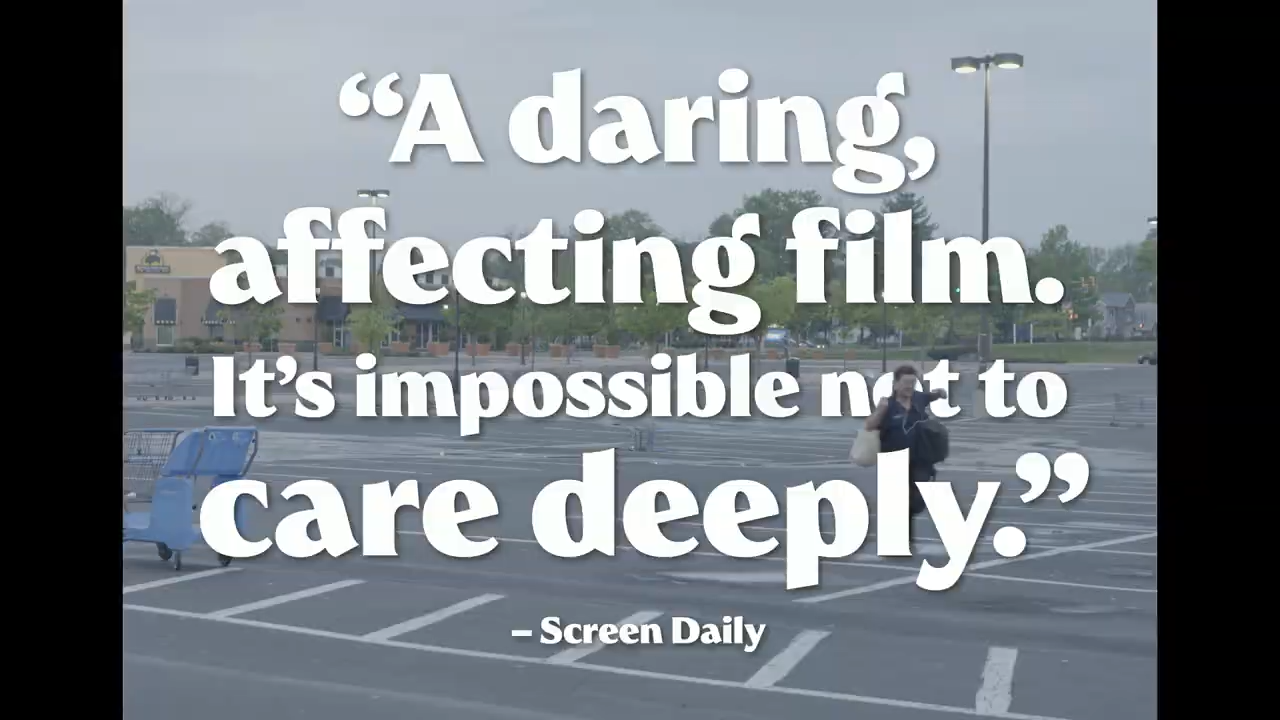 “A daring,
affecting film.
It’s impossible not to
care deeply.”
– Screen Daily